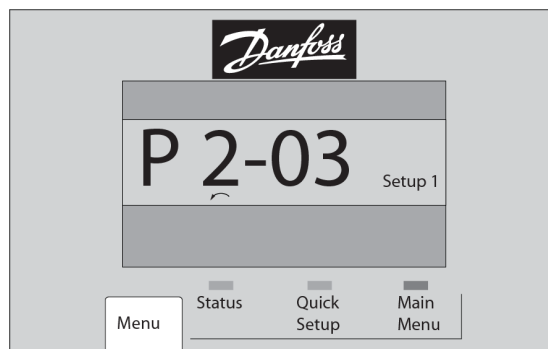 Danfoss
P 2-03
Setup 1
Status
Quick
Setup
Main
Menu
Menu